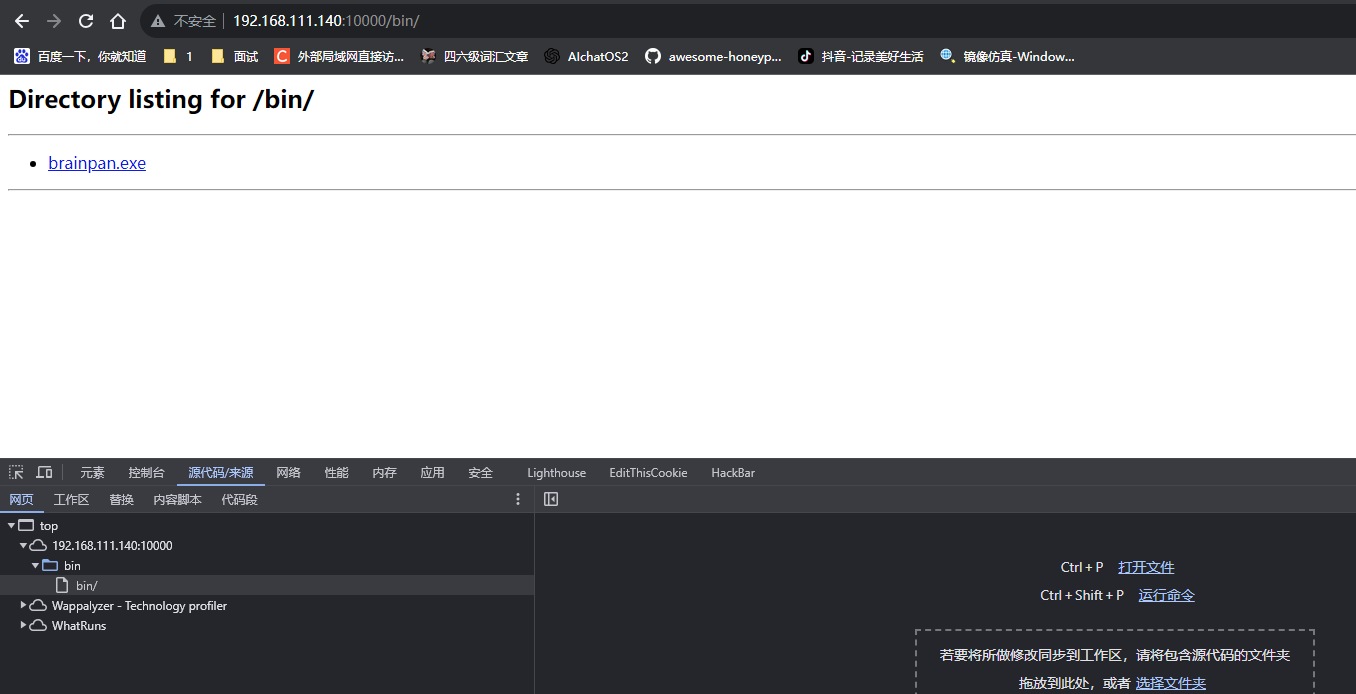 不安全 192.168.111.140:10000/bin/
百度一下，你就知道 1 面试 外部局域网直接访... 四六级词汇文章 AIchatOS2 awesome-honeyp... 抖音-记录美好生活 镜像仿真-Window...
Directory listing for /bin/
brainpan.exe
元素 控制台 源代码/来源 网络 性能 内存 应用 安全 Lighthouse EditThisCookie HackBar
网页 工作区 替换 内容脚本 代码段
top
192.168.111.140:10000
bin
bin/
Wappalyzer - Technology profiler
WhatRuns
Ctrl + P 打开文件
Ctrl + Shift + P 运行命令
若要将所做修改同步到工作区，请将包含源代码的文件夹
拖放到此处，或者 选择文件夹